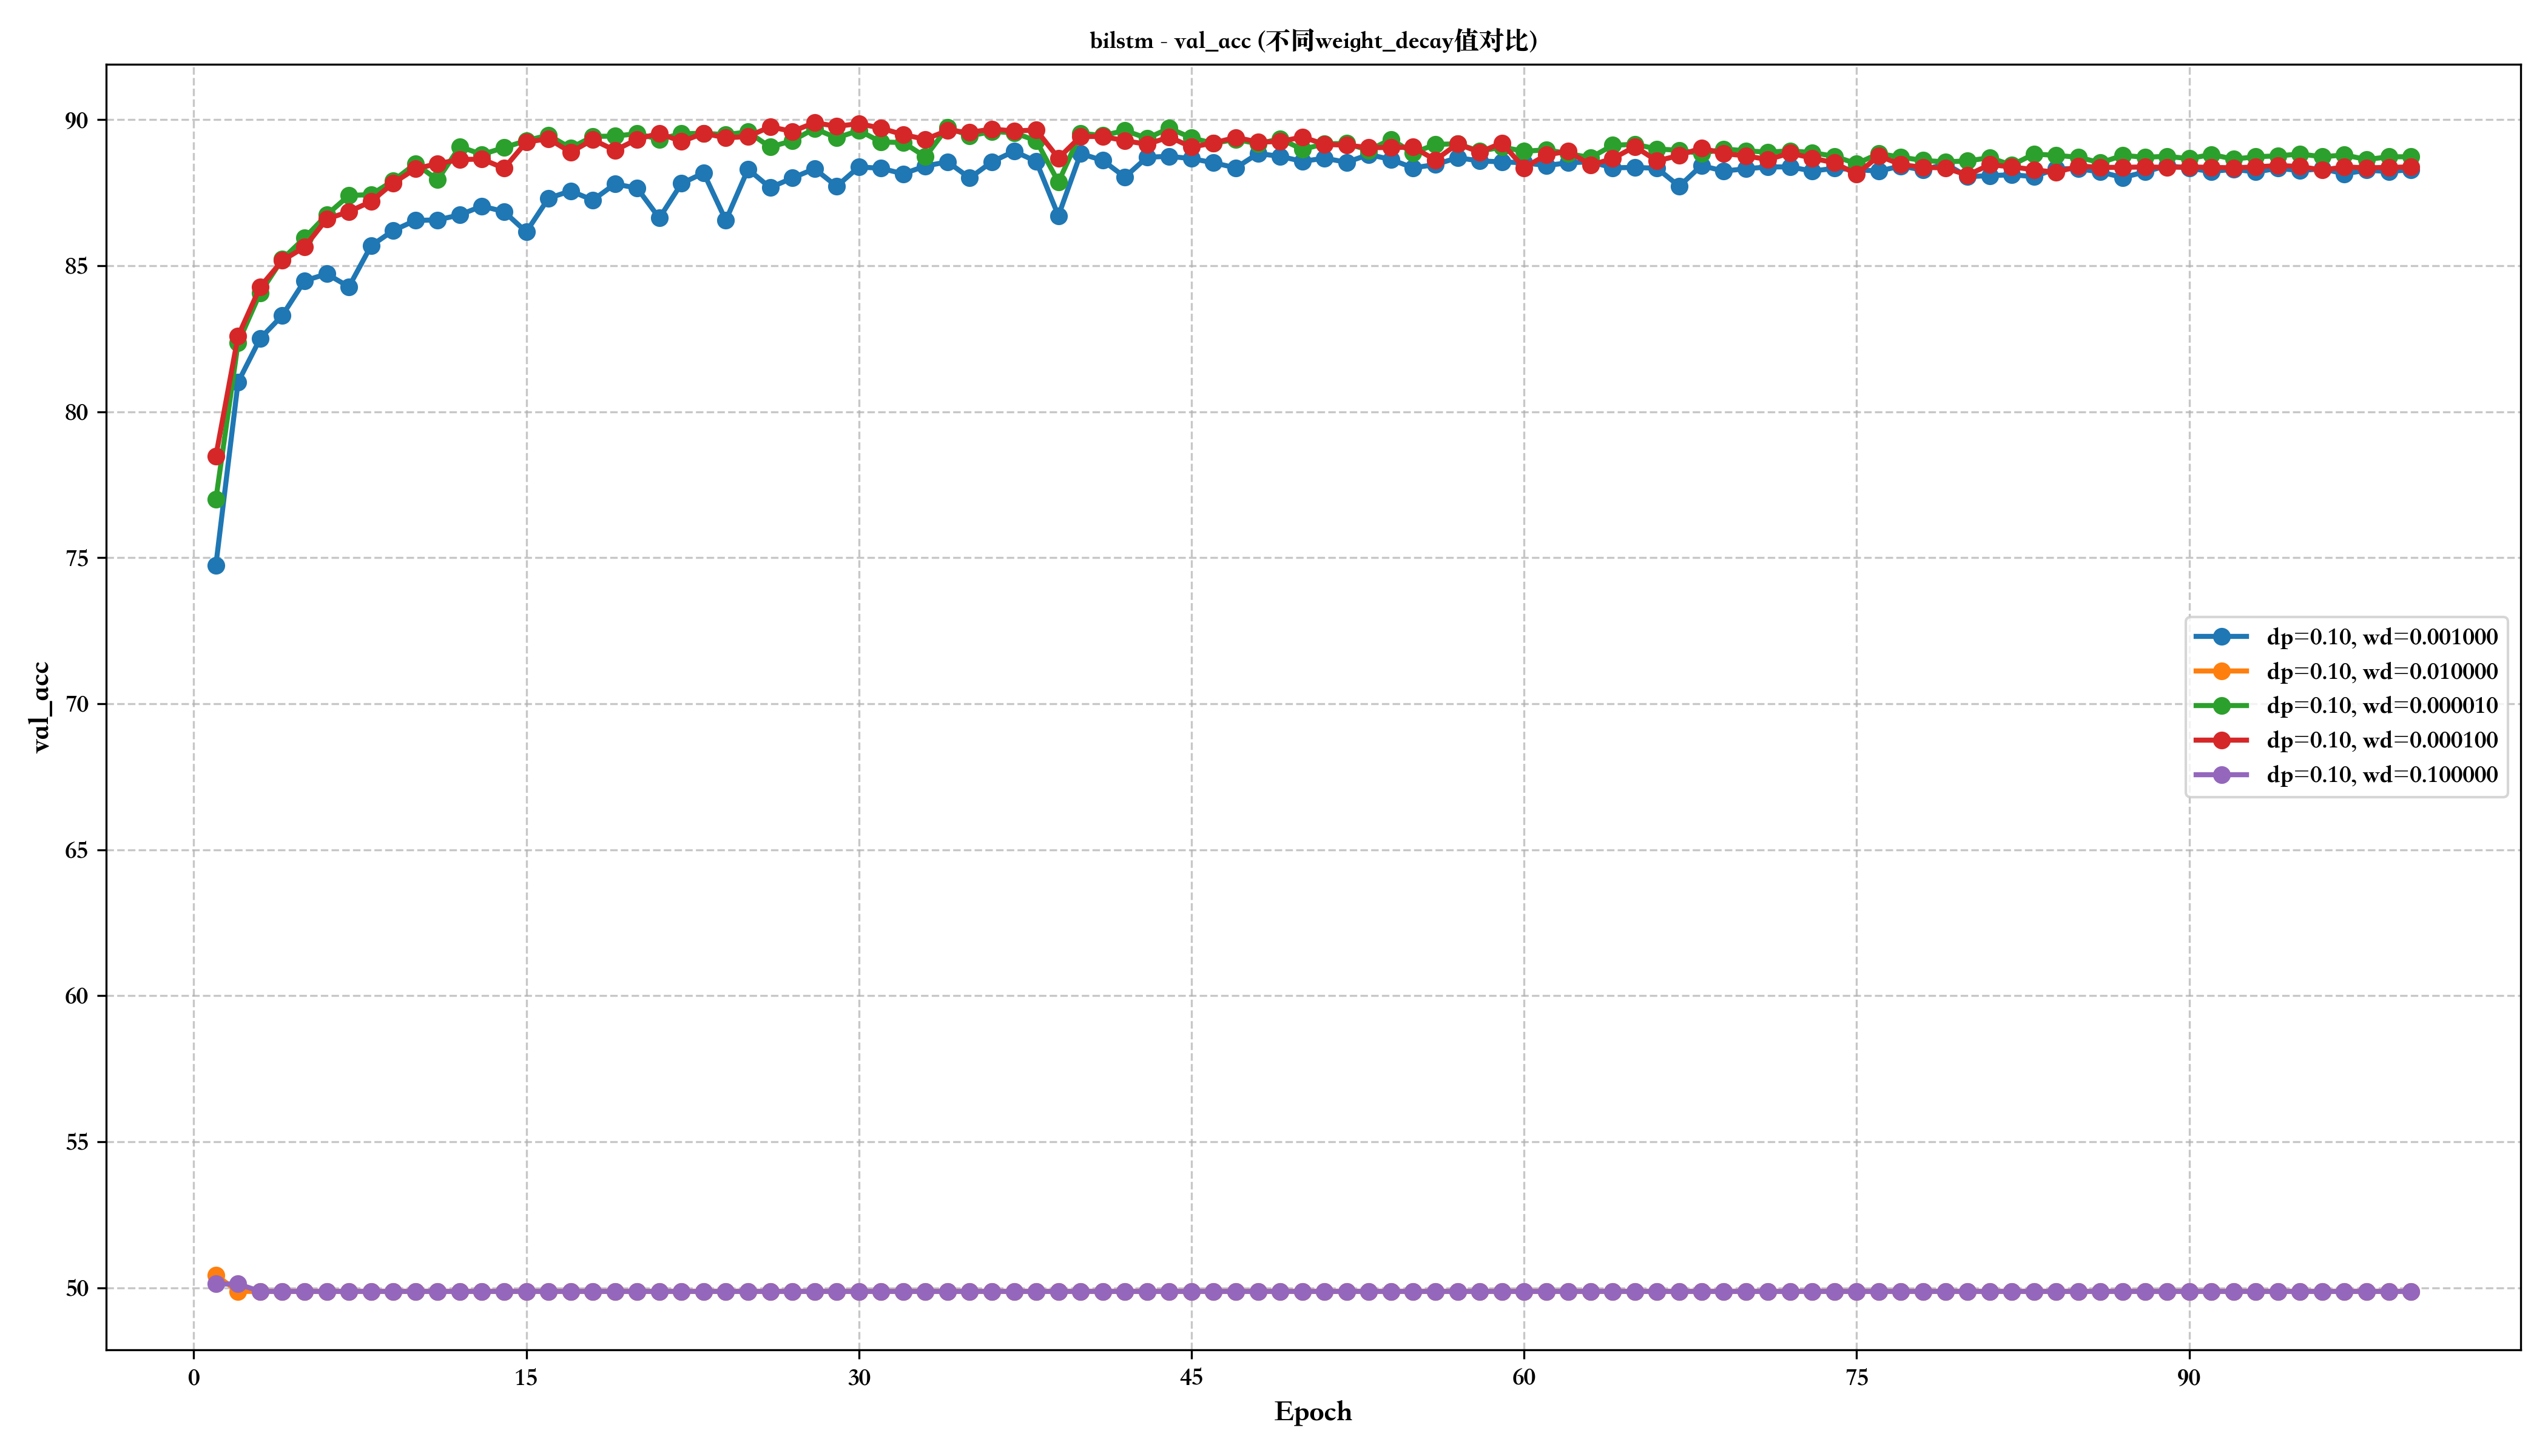 bilstm - val_acc (不同weight_decay值对比)
90
85
80
75
70
65
60
55
50
val_acc
dp=0.10, wd=0.001000
dp=0.10, wd=0.010000
dp=0.10, wd=0.000010
dp=0.10, wd=0.000100
dp=0.10, wd=0.100000
0 15 30 45 60 75 90
Epoch